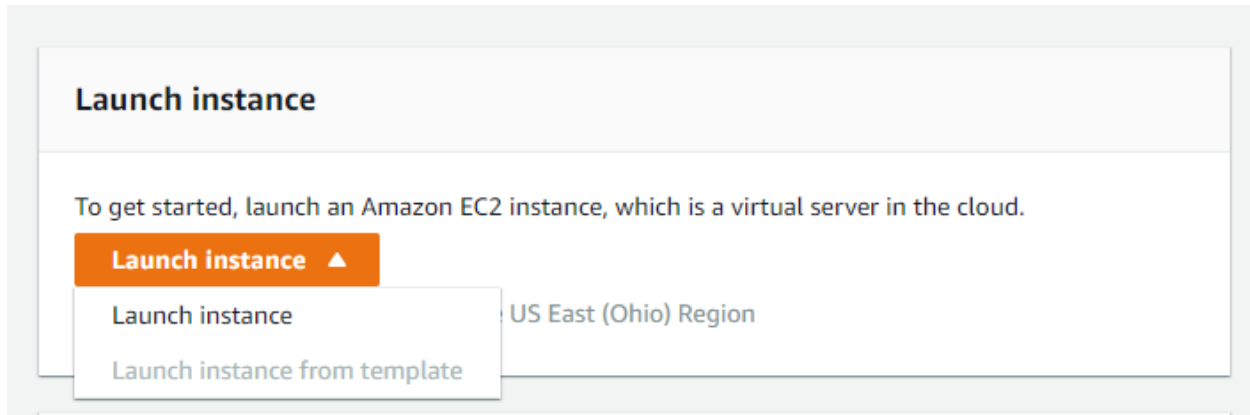 Launch instance
To get started, launch an Amazon EC2 instance, which is a virtual server in the cloud.
Launch instance
Launch instance
US East (Ohio) Region
Launch instance from template